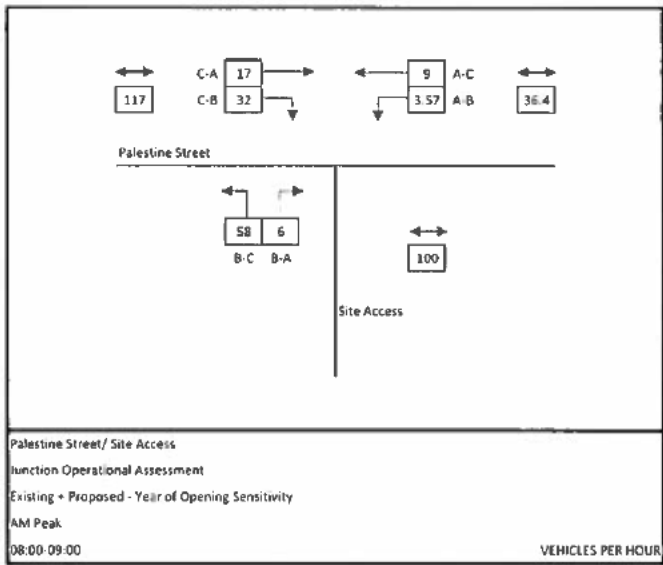 C-A 17 9 A-C
117 C-B 32 3.57 A-B 36.4
Palestine Street
58 6
B-C B-A 100
Site Access
Palestine Street/ Site Access
Junction Operational Assessment
Existing + Proposed - Year of Opening Sensitivity
AM Peak
08:00-09:00 VEHICLES PER HOUR